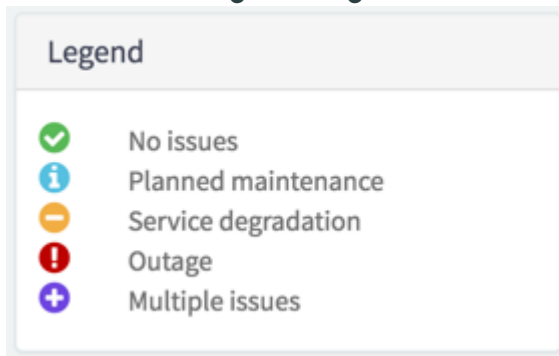 Legend
No issues
Planned maintenance
Service degradation
Outage
Multiple issues